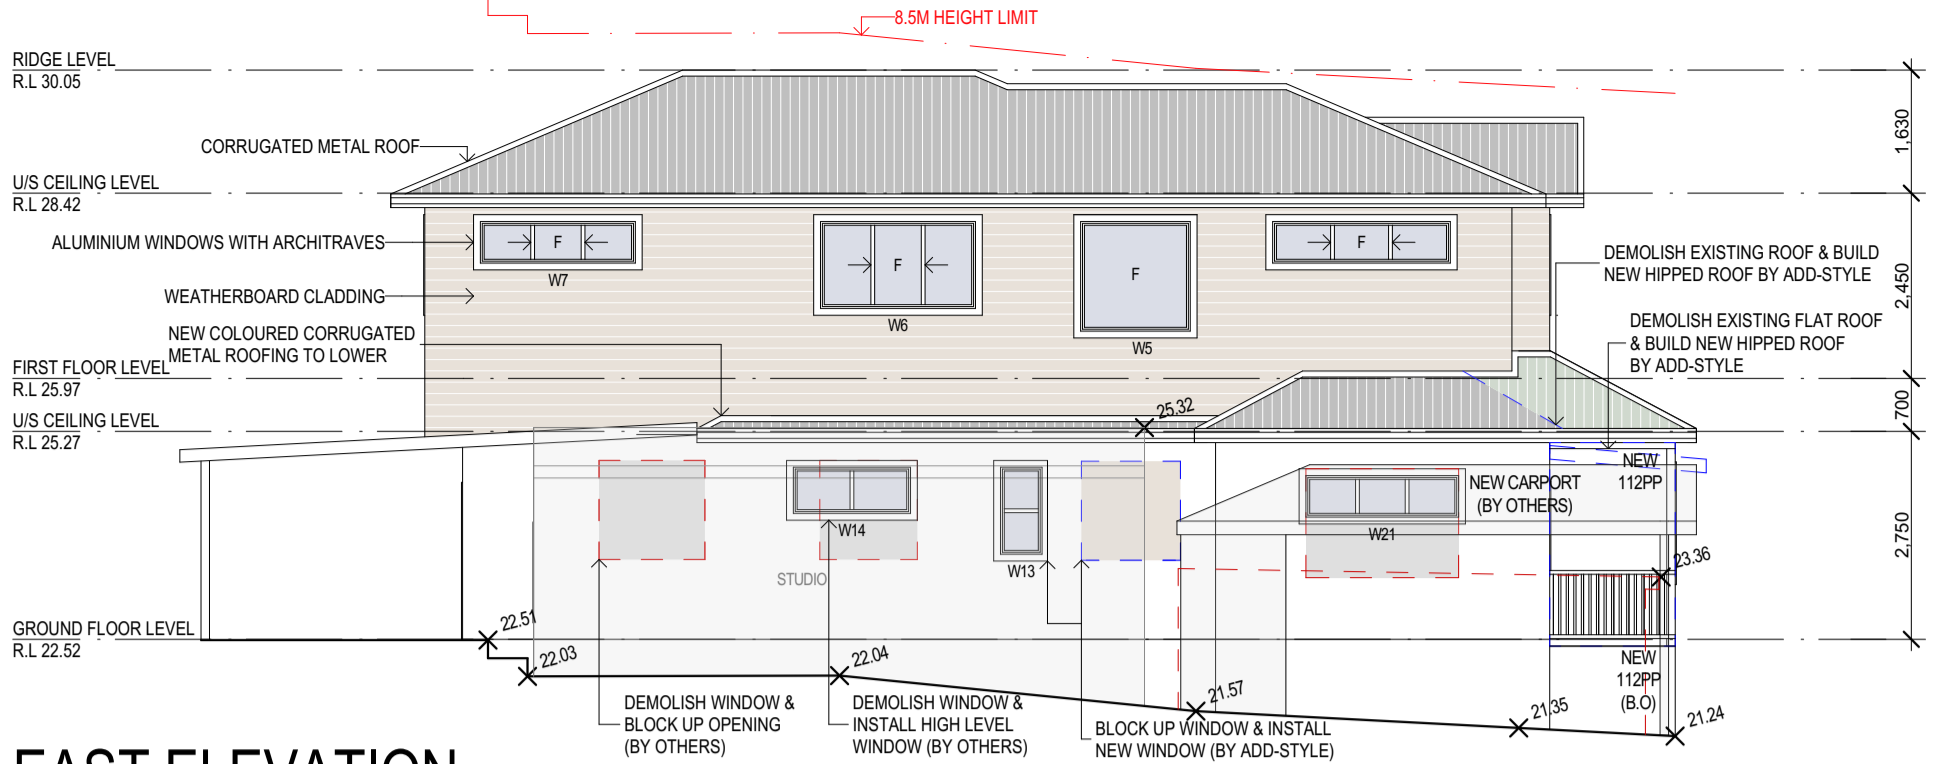 8.5M HEIGHT LIMIT
RIDGE LEVEL
R.L 30.05
1,630
CORRUGATED METAL ROOF
U/S CEILING LEVEL
R.L 28.42
ALUMINIUM WINDOWS WITH ARCHITRAVES
F
F
F
F
W7
W6
W5
DEMOLISH EXISTING ROOF & BUILD
NEW HIPPED ROOF BY ADD-STYLE
2,450
WEATHERBOARD CLADDING
NEW COLOURED CORRUGATED
METAL ROOFING TO LOWER
DEMOLISH EXISTING FLAT ROOF
& BUILD NEW HIPPED ROOF
BY ADD-STYLE
FIRST FLOOR LEVEL
R.L 25.97
700
U/S CEILING LEVEL
R.L 25.27
25.32
NEW
112PP
NEW CARPORT
(BY OTHERS)
W14
W13
W21
STUDIO
2,750
23.36
GROUND FLOOR LEVEL
R.L 22.52
22.51
22.03
22.04
21.57
21.35
21.24
NEW
112PP
(B.O)
DEMOLISH WINDOW &
BLOCK UP OPENING
(BY OTHERS)
DEMOLISH WINDOW &
INSTALL HIGH LEVEL
WINDOW (BY OTHERS)
BLOCK UP WINDOW & INSTALL
NEW WINDOW (BY ADD-STYLE)
EAST ELEVATION